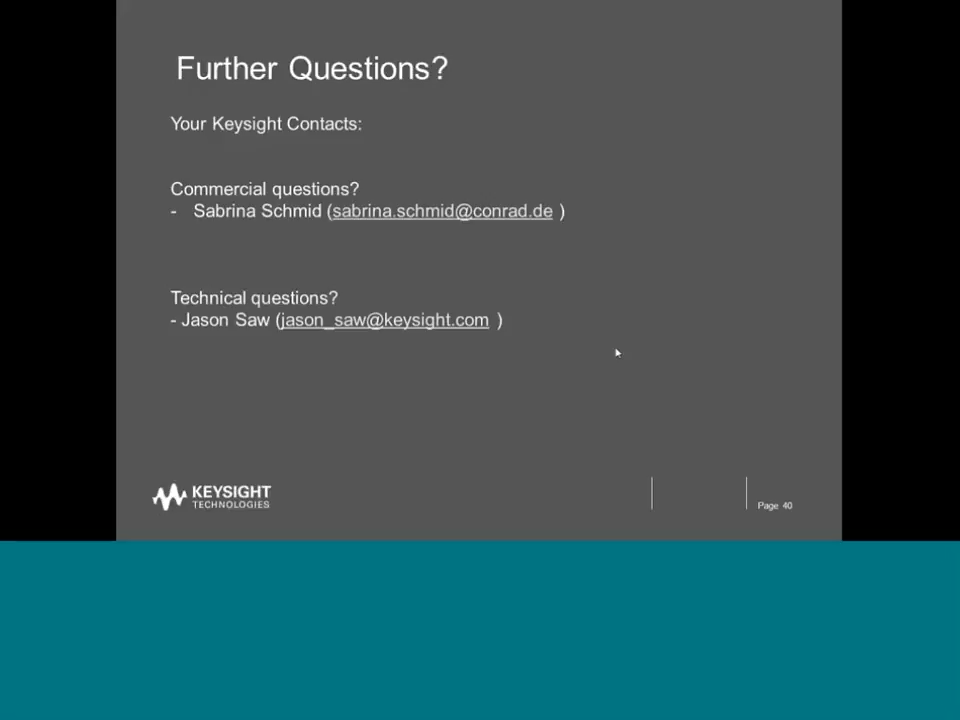 Further Questions?
Your Keysight Contacts:
Commercial questions?
- Sabrina Schmid (sabrina.schmid@conrad.de )
Technical questions?
- Jason Saw (jason_saw@keysight.com )
KEYSIGHT
TECHNOLOGIES
Page 40